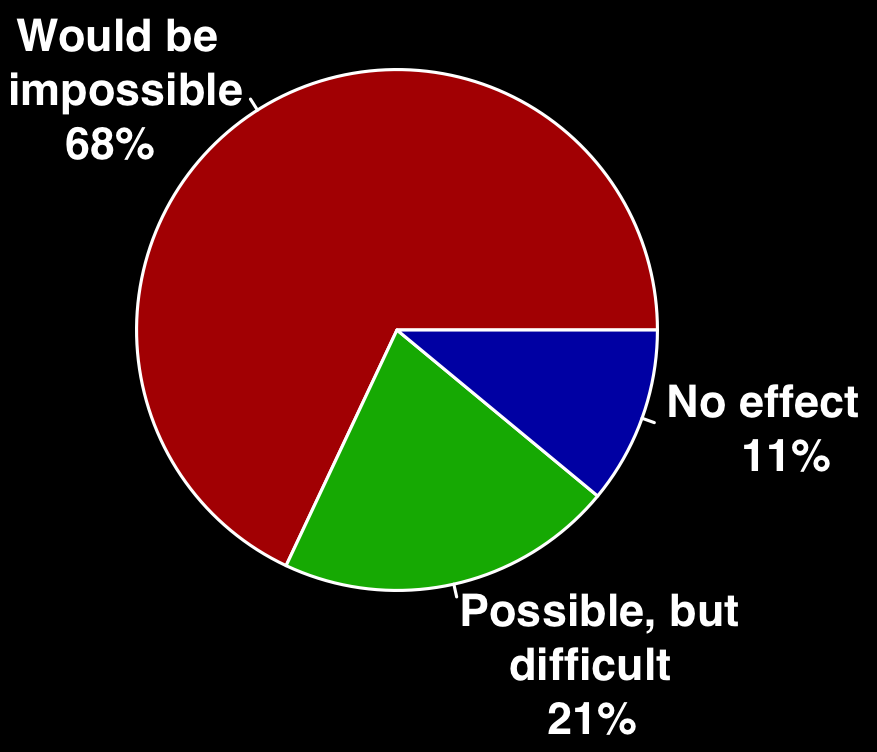 Would be
impossible
68%
No effect
11%
Possible, but
difficult
21%